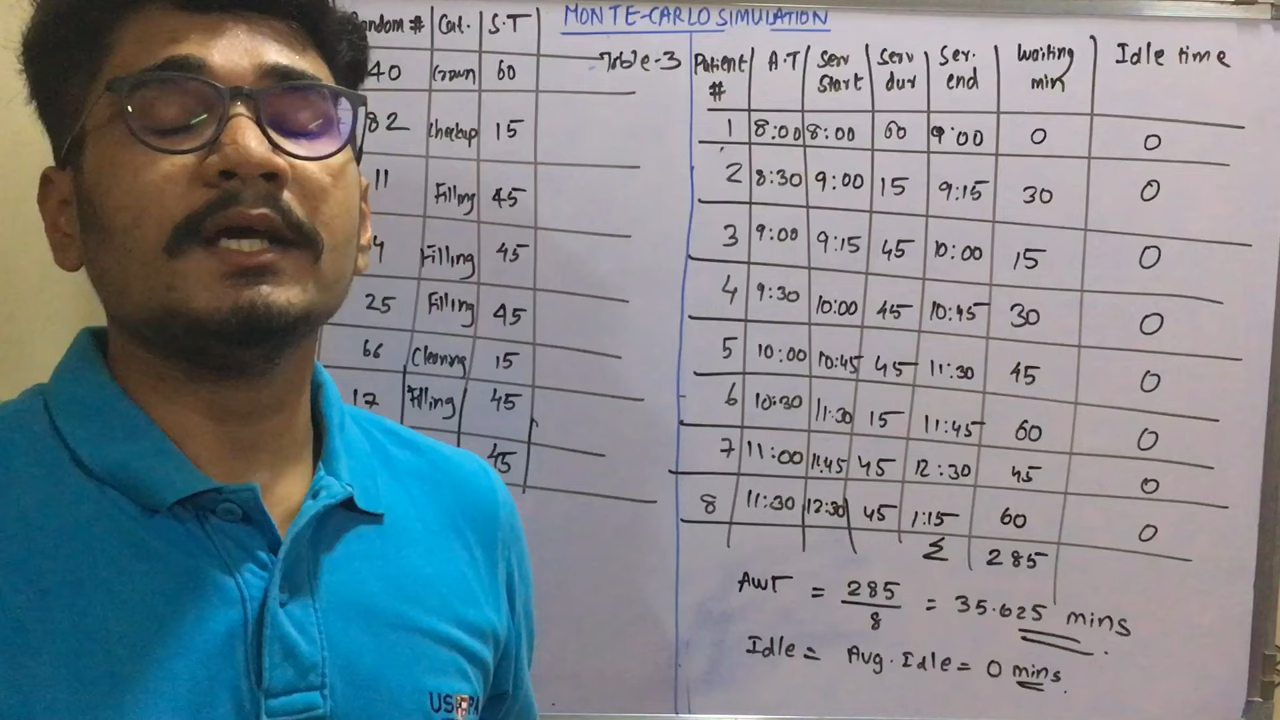 MONTE-CARLO SIMULATION
Random # Cat. S.T
40 Crown 60
82 Checkup 15
11 Filling 45
4 Filling 45
25 Filling 45
66 Cleaning 15
17 Filling 45
45
Table-3
Patient # A.T Serv Start Serv dur Ser. end Waiting min Idle time
1 8:00 8:00 60 9:00 0 0
2 8:30 9:00 15 9:15 30 0
3 9:00 9:15 45 10:00 15 0
4 9:30 10:00 45 10:45 30 0
5 10:00 10:45 45 11:30 45 0
6 10:30 11:30 15 11:45 60 0
7 11:00 11:45 45 12:30 45 0
8 11:30 12:30 45 1:15 60 0
Σ 285
AWT = 285/8 = 35.625 mins.
Idle = Avg. Idle = 0 mins.
US PA